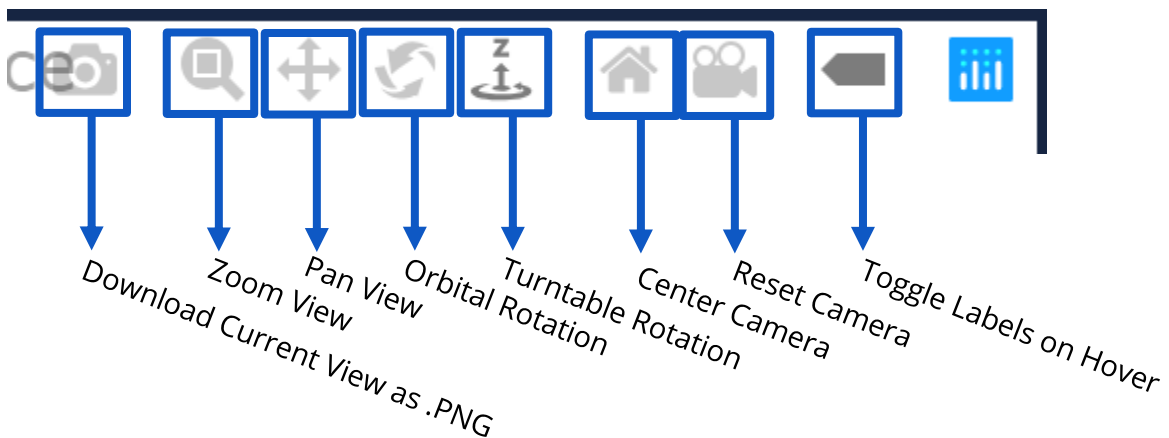 ce
Z
Download Current View as .PNG
Zoom View
Pan View
Orbital Rotation
Turntable Rotation
Center Camera
Reset Camera
Toggle Labels on Hover